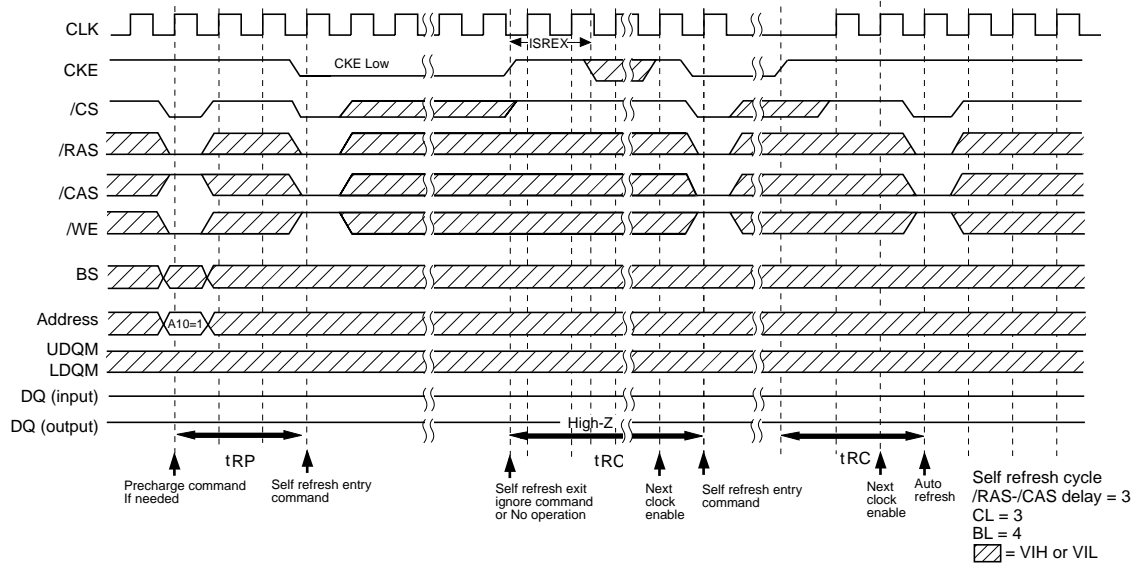 CLK
ISREX
CKE
CKE Low
/CS
/RAS
/CAS
/WE
BS
Address
A10=1
UDQM
LDQM
DQ (input)
DQ (output)
High-Z
tRP
tRC
tRC
Precharge command
If needed
Self refresh entry
command
Self refresh exit
ignore command
or No operation
Next
clock
enable
Self refresh entry
command
Next
clock
enable
Auto
refresh
Self refresh cycle
/RAS-/CAS delay = 3
CL = 3
BL = 4
= VIH or VIL